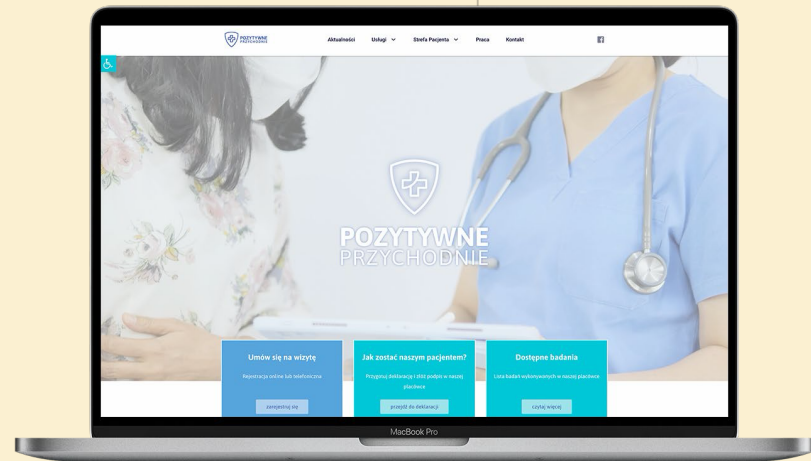 POZYTYWNE
PRZYCHODNIE
Aktualności Usługi Strefa Pacjenta Praca Kontakt
POZYTYWNE
PRZYCHODNIE
Umów się na wizytę
Rejestracja online lub telefoniczna
zarejestruj się
Jak zostać naszym pacjentem?
Przygotuj deklarację i złóż podpis w naszej
placówce
przejdź do deklaracji
Dostępne badania
Lista badań wykonywanych w naszej placówce
czytaj więcej
MacBook Pro